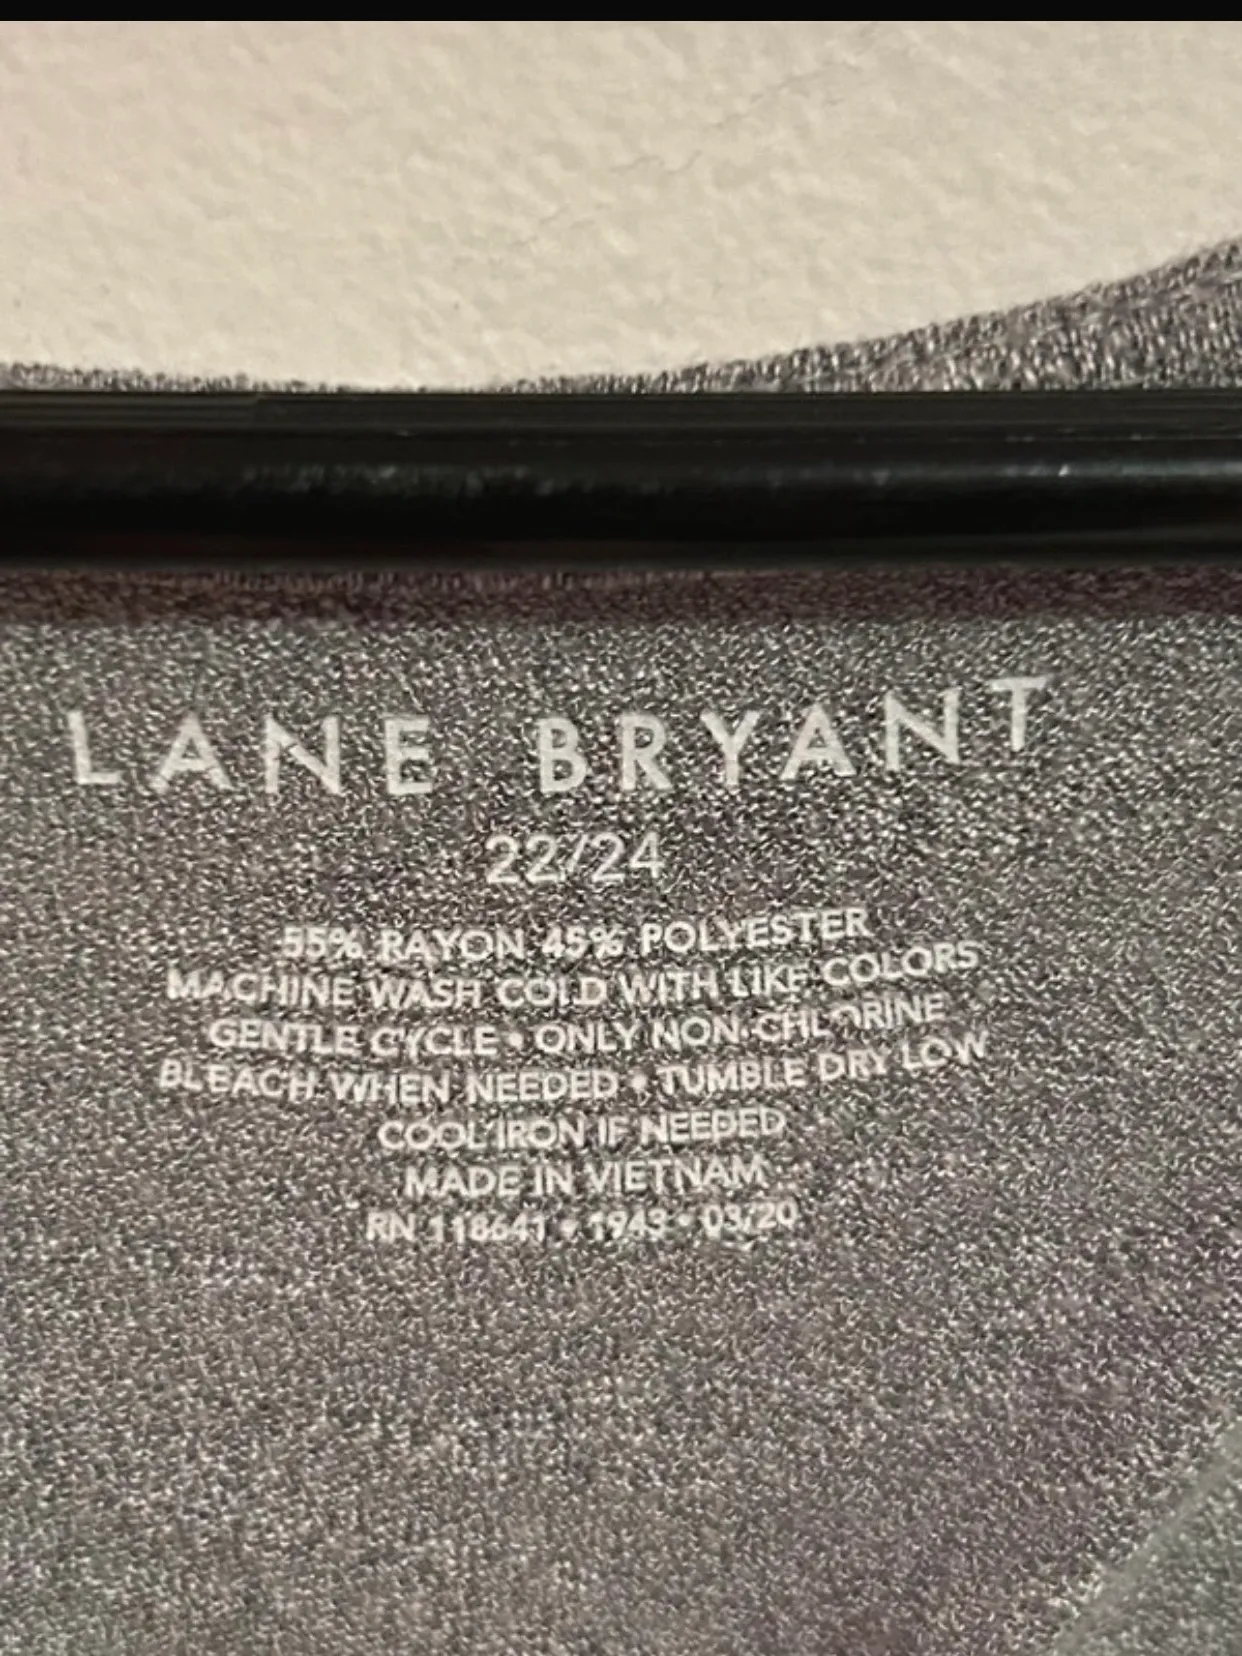 LANE BRYANT
22/24
55% RAYON 45% POLYESTER
MACHINE WASH COLD WITH LIKE COLORS
GENTLE CYCLE • ONLY NON-CHLORINE
BLEACH WHEN NEEDED • TUMBLE DRY LOW
COOL IRON IF NEEDED
MADE IN VIETNAM
RN 118641 • 1943 • 03/20